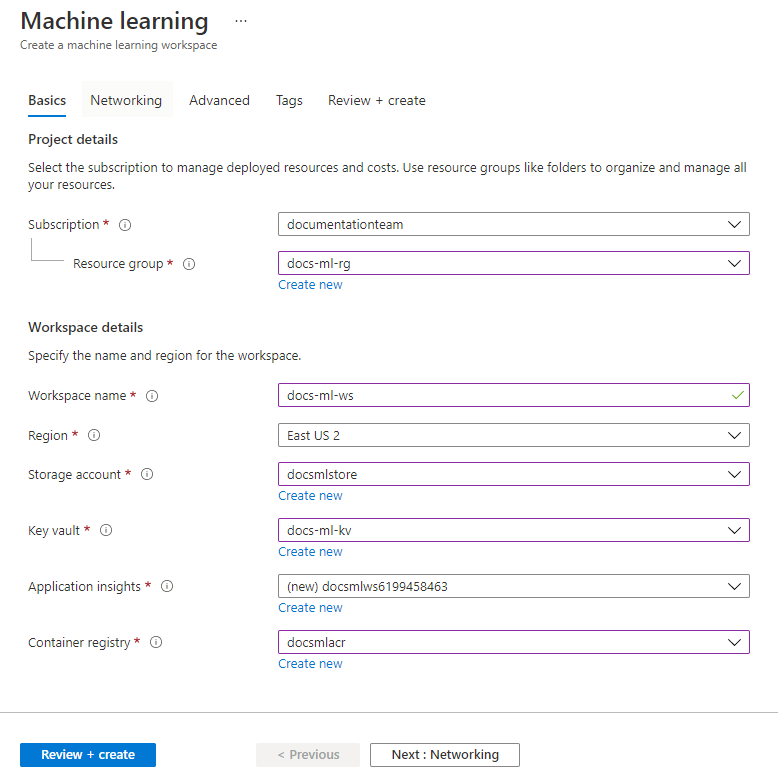 Machine learning ...
Create a machine learning workspace
Basics Networking Advanced Tags Review + create
Project details
Select the subscription to manage deployed resources and costs. Use resource groups like folders to organize and manage all
your resources.
Subscription * documentationteam
Resource group * docs-ml-rg
Create new
Workspace details
Specify the name and region for the workspace.
Workspace name * docs-ml-ws
Region * East US 2
Storage account * docsmlstore
Create new
Key vault * docs-ml-kv
Create new
Application insights * (new) docsmlws6199458463
Create new
Container registry * docsmlacr
Create new
Review + create < Previous Next : Networking